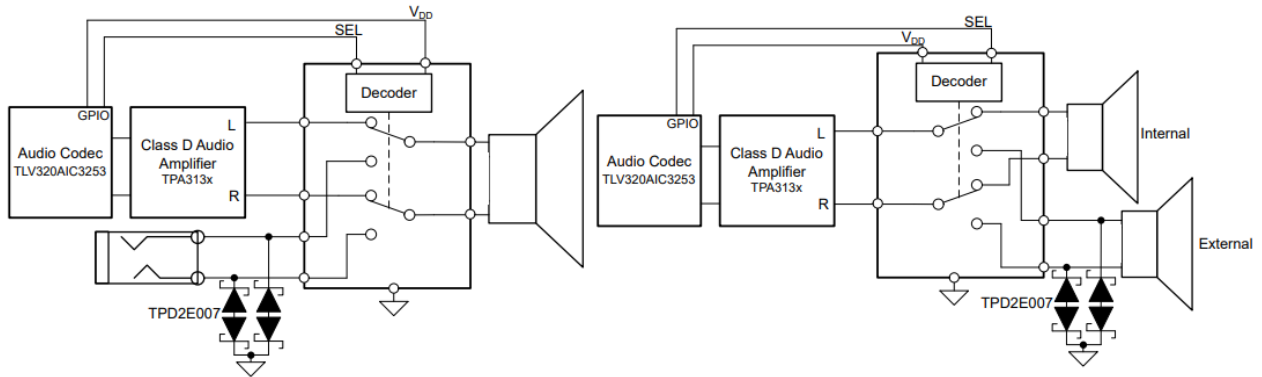 VDD
SEL
GPIO
Audio Codec
TLV320AIC3253
Class D Audio
Amplifier
TPA313x
L
R
Decoder
TPD2E007
SEL
VDD
GPIO
Audio Codec
TLV320AIC3253
Class D Audio
Amplifier
TPA313x
L
R
Decoder
Internal
External
TPD2E007